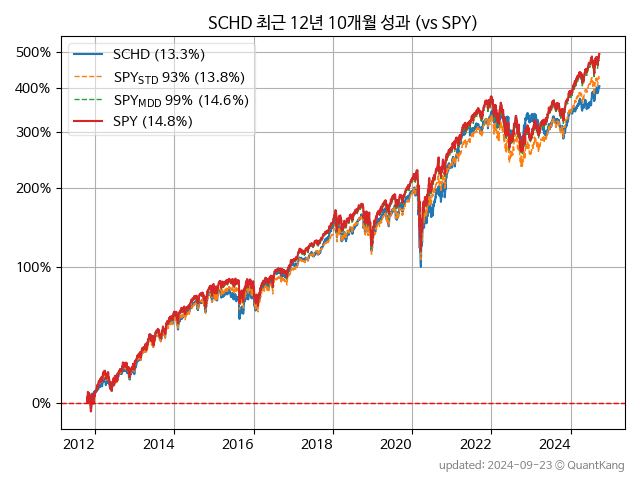 SCHD 최근 12년 10개월 성과 (vs SPY)
SCHD (13.3%)
SPY_STD 93% (13.8%)
SPY_MDD 99% (14.6%)
SPY (14.8%)
500%
400%
300%
200%
100%
0%
2012 2014 2016 2018 2020 2022 2024
updated: 2024-09-23 © QuantKang